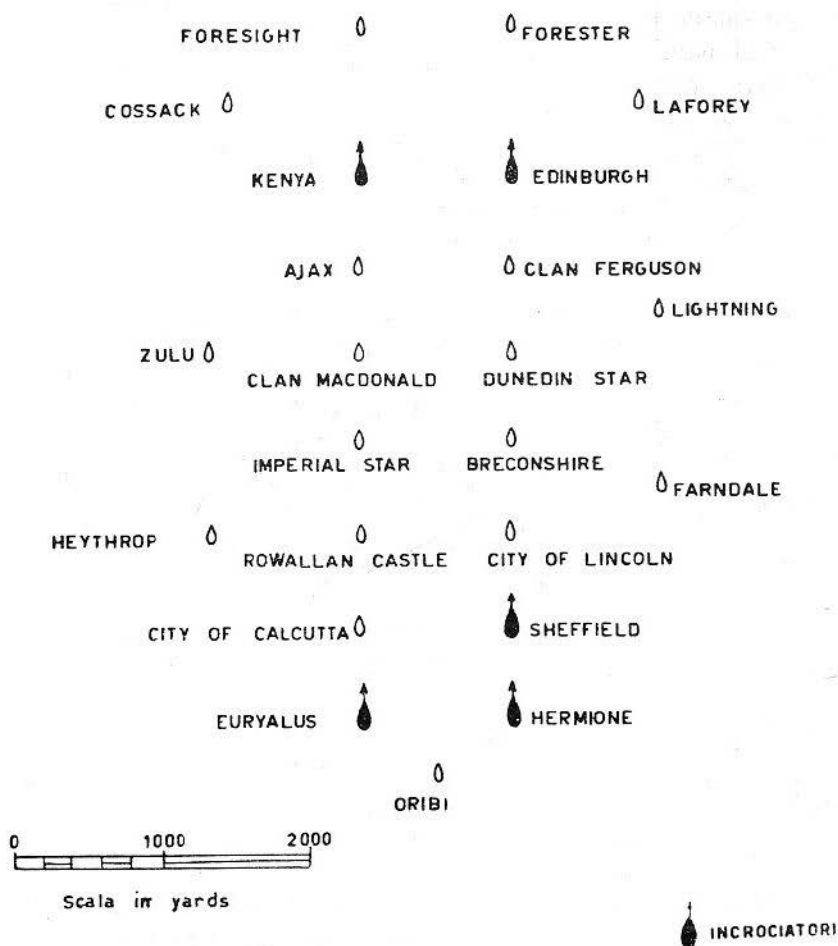 FORESIGHT
FORESTER
COSSACK
LAFOREY
KENYA
EDINBURGH
AJAX
CLAN FERGUSON
LIGHTNING
ZULU
CLAN MACDONALD
DUNEDIN STAR
IMPERIAL STAR
BRECONSHIRE
FARNDALE
HEYTHROP
ROWALLAN CASTLE
CITY OF LINCOLN
CITY OF CALCUTTA
SHEFFIELD
EURYALUS
HERMIONE
ORIBI
0 1000 2000
Scala in yards
INCROCIATORI